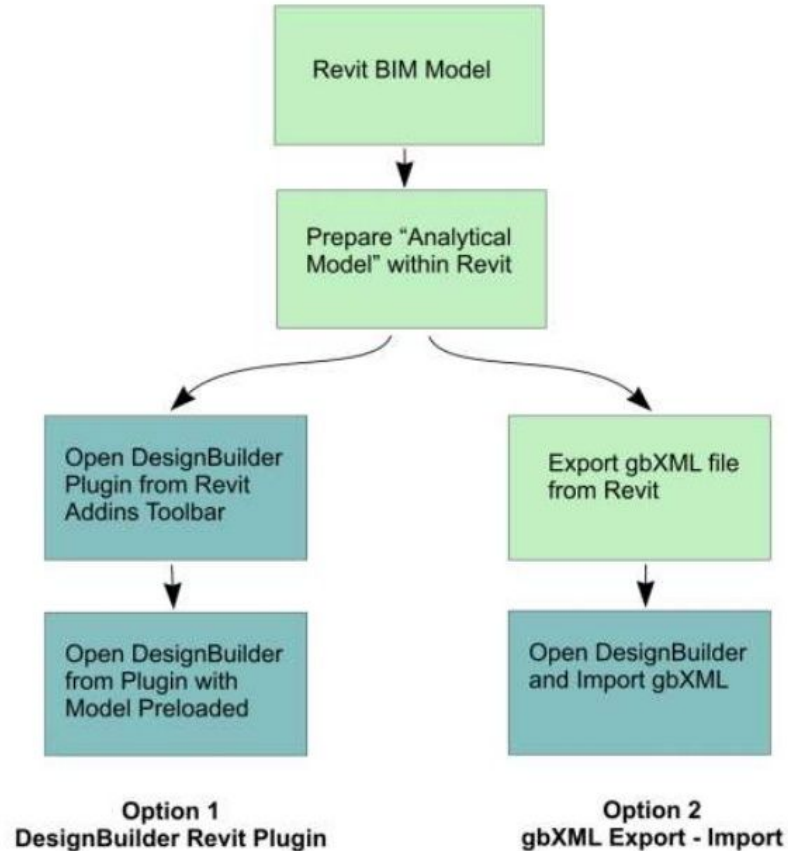 Revit BIM Model
Prepare “Analytical
Model” within Revit
Open DesignBuilder
Plugin from Revit
Addins Toolbar
Export gbXML file
from Revit
Open DesignBuilder
from Plugin with
Model Preloaded
Open DesignBuilder
and Import gbXML
Option 1
DesignBuilder Revit Plugin
Option 2
gbXML Export - Import